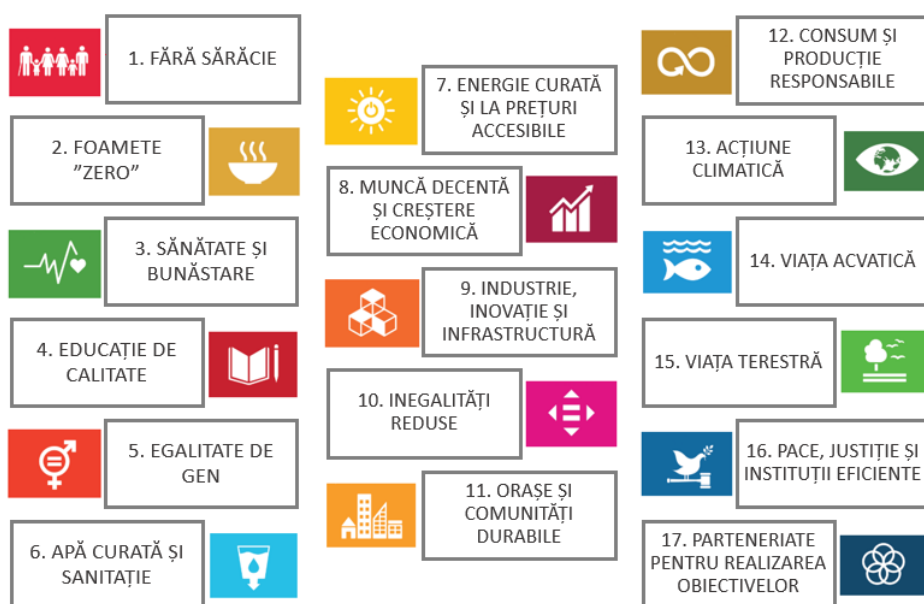 1. FĂRĂ SĂRĂCIE
2. FOAMETE
”ZERO”
3. SĂNĂTATE ȘI
BUNĂSTARE
4. EDUCAȚIE DE
CALITATE
5. EGALITATE DE
GEN
6. APĂ CURATĂ ȘI
SANITAȚIE
7. ENERGIE CURATĂ
ȘI LA PREȚURI
ACCESIBILE
8. MUNCĂ DECENTĂ
ȘI CREȘTERE
ECONOMICĂ
9. INDUSTRIE,
INOVAȚIE ȘI
INFRASTRUCTURĂ
10. INEGALITĂȚI
REDUSE
11. ORAȘE ȘI
COMUNITĂȚI
DURABILE
12. CONSUM ȘI
PRODUCȚIE
RESPONSABILE
13. ACȚIUNE
CLIMATICĂ
14. VIAȚA ACVATICĂ
15. VIAȚA TERESTRĂ
16. PACE, JUSTIȚIE ȘI
INSTITUȚII EFICIENTE
17. PARTENERIATE
PENTRU REALIZAREA
OBIECTIVELOR